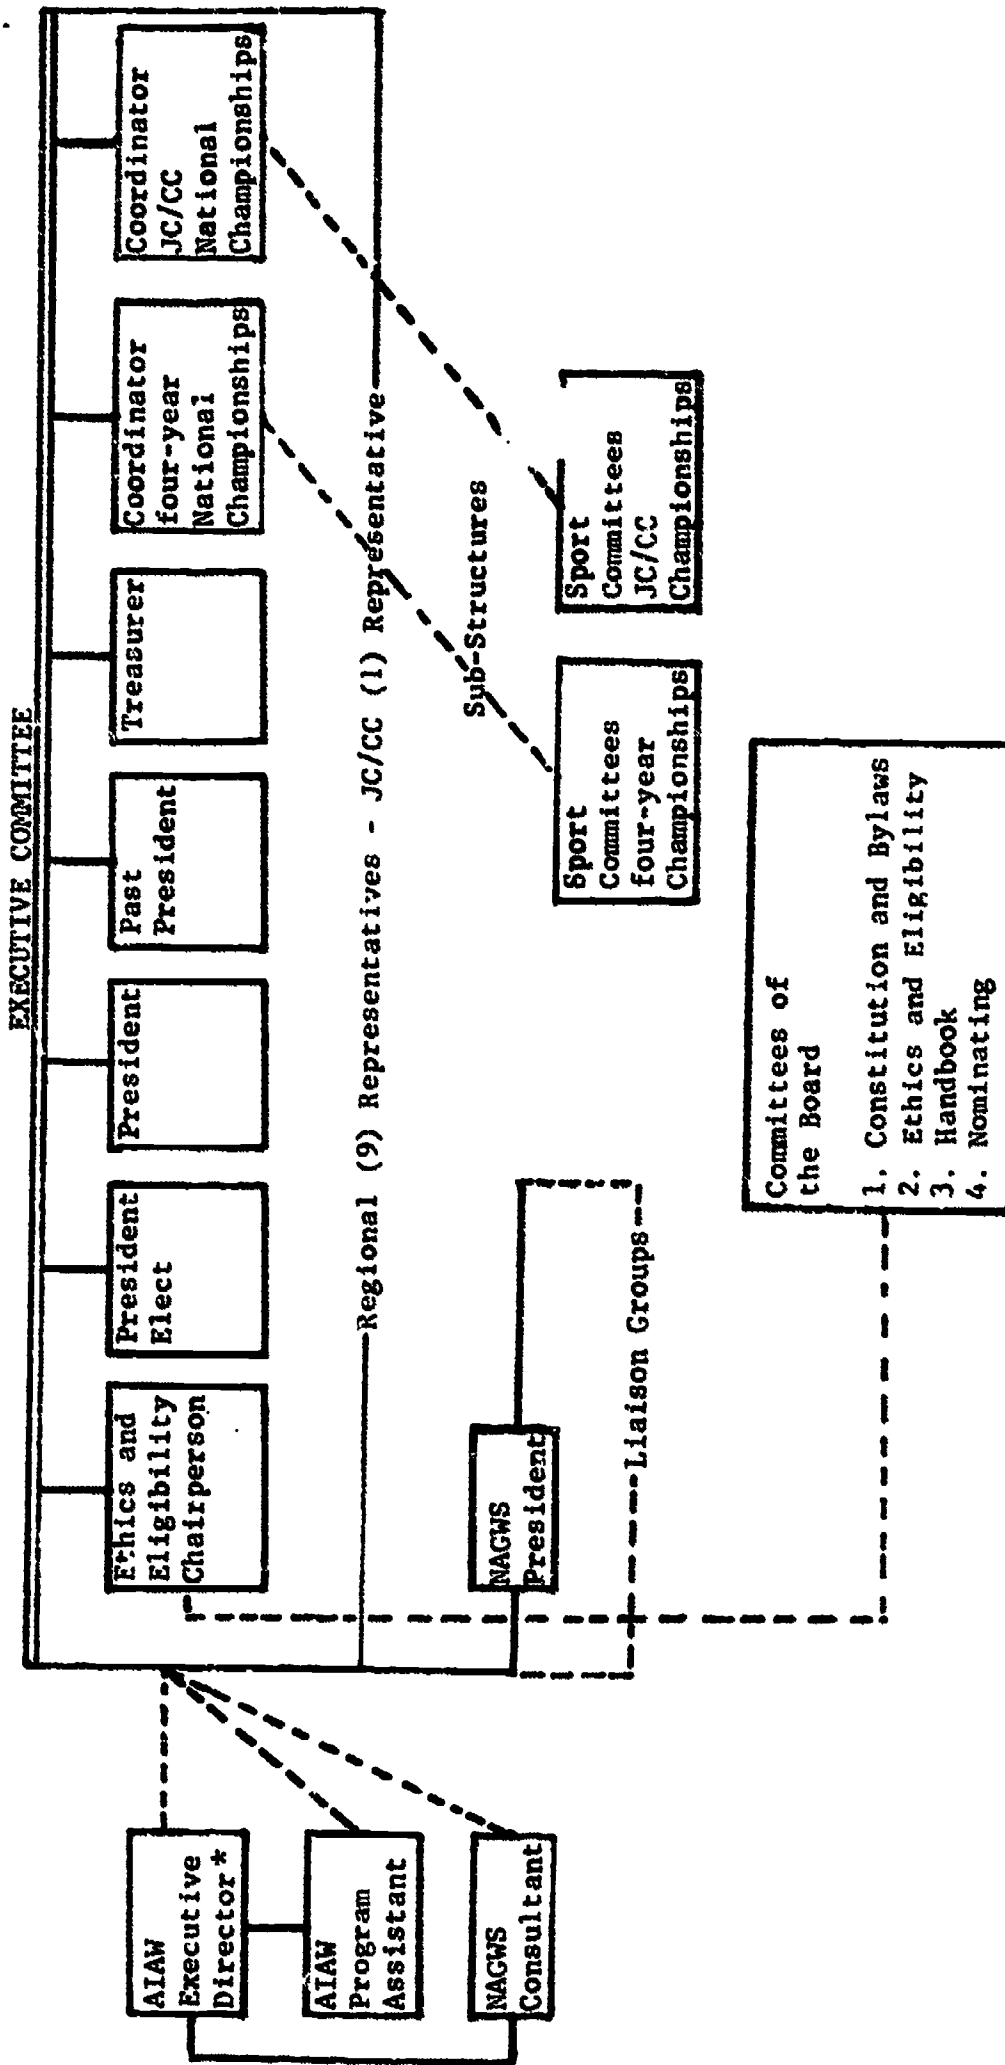 EXECUTIVE COMMITTEE
AIAW
Executive
Director*
AIAW
Program
Assistant
NAGWS
Consultant
Ethics and
Eligibility
Chairperson
President
Elect
President
Past
President
Treasurer
Coordinator
four-year
National
Championships
Coordinator
JC/CC
National
Championships
Regional (9) Representatives - JC/CC (1) Representative
NAGWS
President
Liaison Groups
Sub-Structures
Sport
Committees
four-year
Championships
Sport
Committees
JC/CC
Championships
Committees of
the Board
1. Constitution and Bylaws
2. Ethics and Eligibility
3. Handbook
4. Nominating